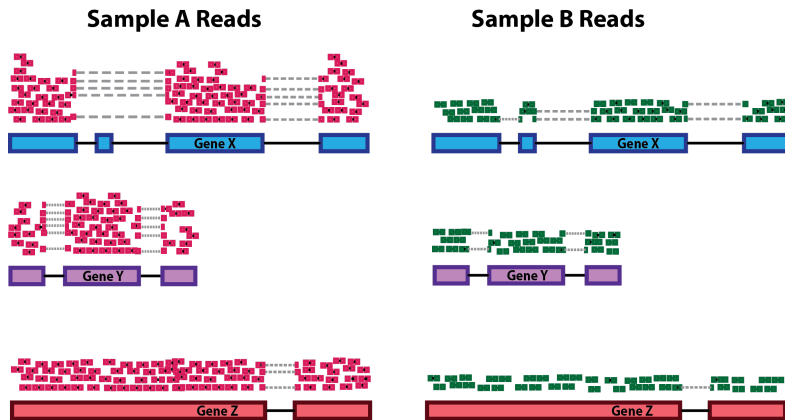 Sample A Reads
Sample B Reads
Gene X
Gene X
Gene Y
Gene Y
Gene Z
Gene Z